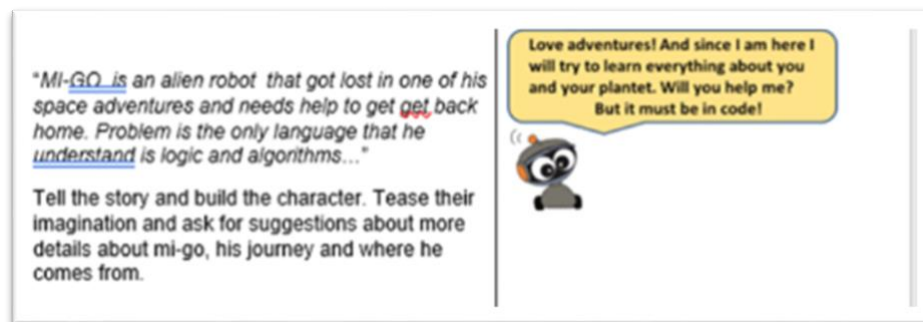 “MI-GO  is an alien robot  that got lost in one of his
space adventures and needs help to get get back
home. Problem is the only language that he
understand is logic and algorithms…”
Tell the story and build the character. Tease their
imagination and ask for suggestions about more
details about mi-go, his journey and where he
comes from.
Love adventures! And since I am here I
will try to learn everything about you
and your plantet. Will you help me?
But it must be in code!